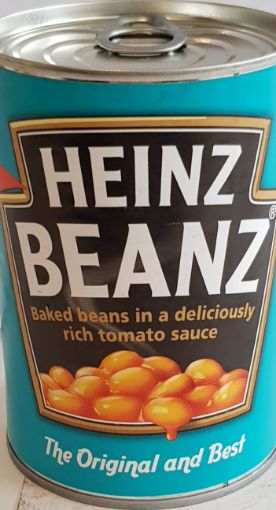 HEINZ
BEANZ®
Baked beans in a deliciously
rich tomato sauce
The Original and Best